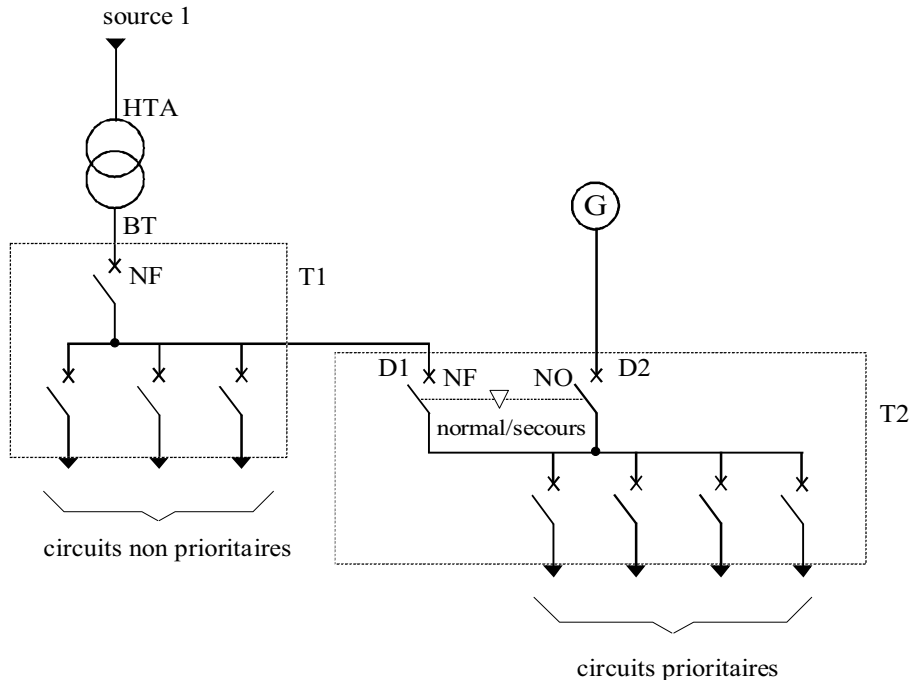 source 1
HTA
BT
NF
T1
G
D1
NF
NO
D2
T2
normal/secours
circuits non prioritaires
circuits prioritaires